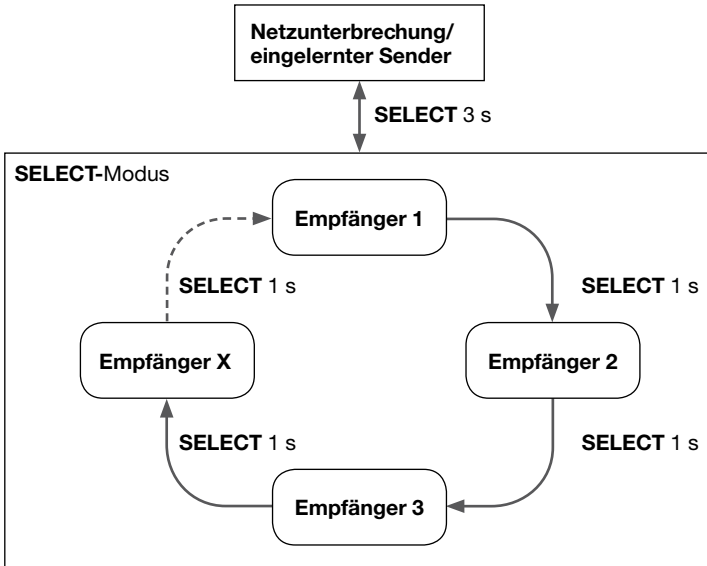 Netzunterbrechung/
eingelernter Sender
SELECT 3 s
SELECT-Modus
Empfänger 1
SELECT 1 s
SELECT 1 s
Empfänger X
Empfänger 2
SELECT 1 s
SELECT 1 s
Empfänger 3